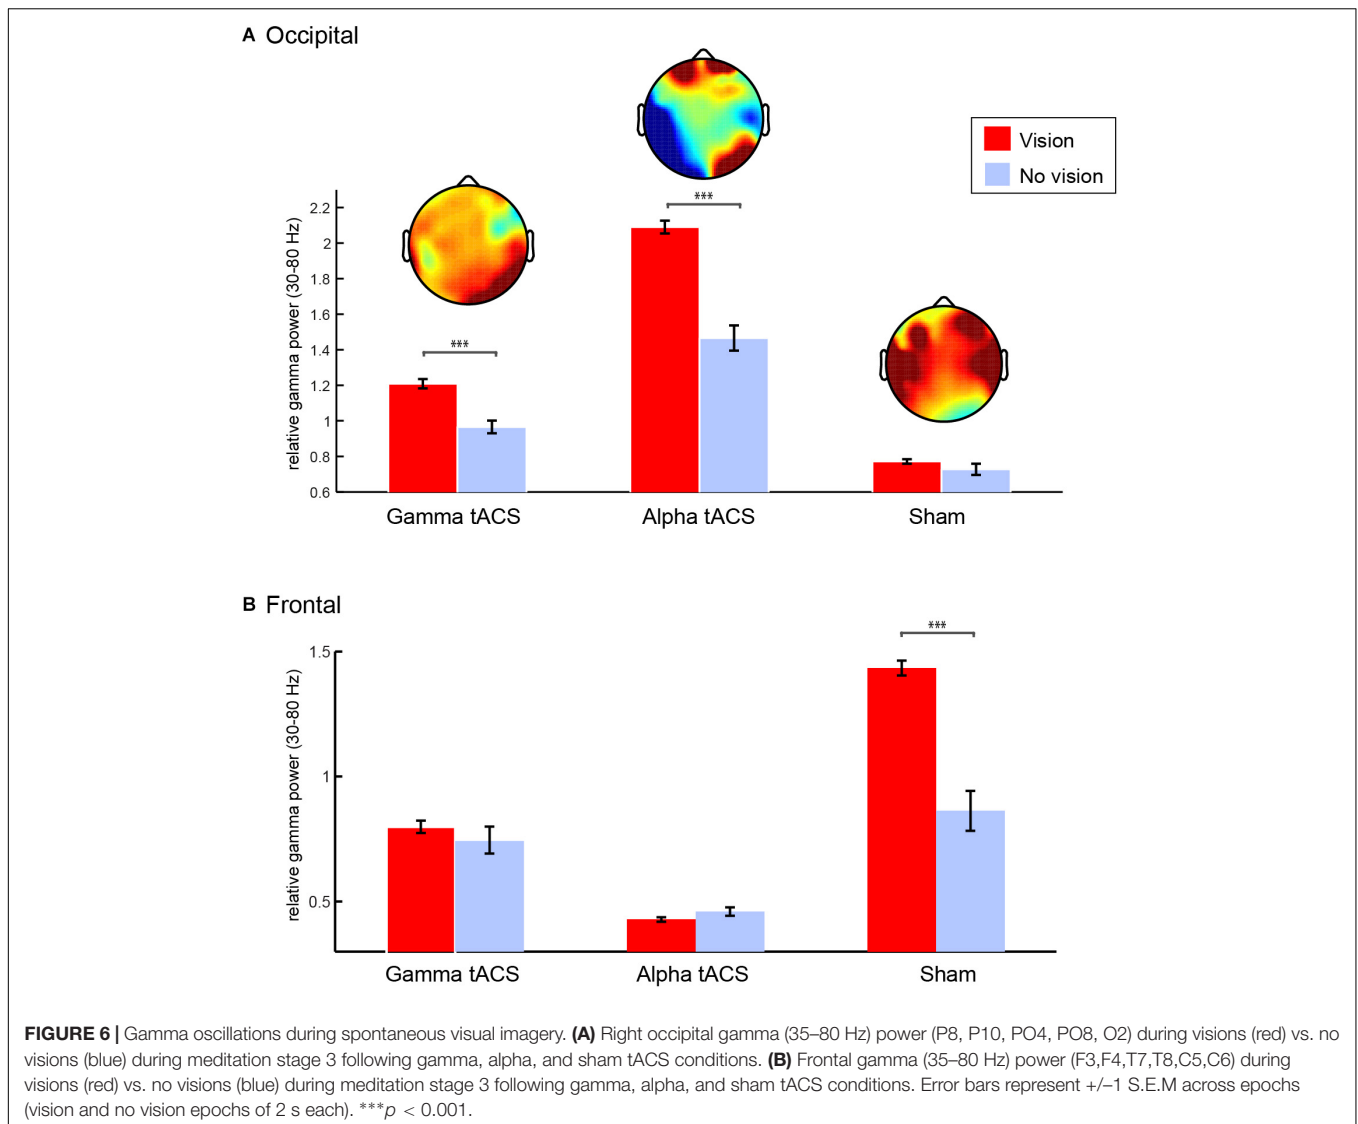 A Occipital
Vision
No vision
relative gamma power (30-80 Hz)
2.2
2
1.8
1.6
1.4
1.2
1
0.8
0.6
***
***
Gamma tACS
Alpha tACS
Sham
B Frontal
relative gamma power (30-80 Hz)
1.5
1
0.5
***
Gamma tACS
Alpha tACS
Sham
FIGURE 6 | Gamma oscillations during spontaneous visual imagery. (A) Right occipital gamma (35–80 Hz) power (P8, P10, PO4, PO8, O2) during visions (red) vs. no
visions (blue) during meditation stage 3 following gamma, alpha, and sham tACS conditions. (B) Frontal gamma (35–80 Hz) power (F3,F4,T7,T8,C5,C6) during
visions (red) vs. no visions (blue) during meditation stage 3 following gamma, alpha, and sham tACS conditions. Error bars represent +/–1 S.E.M across epochs
(vision and no vision epochs of 2 s each). ***p < 0.001.